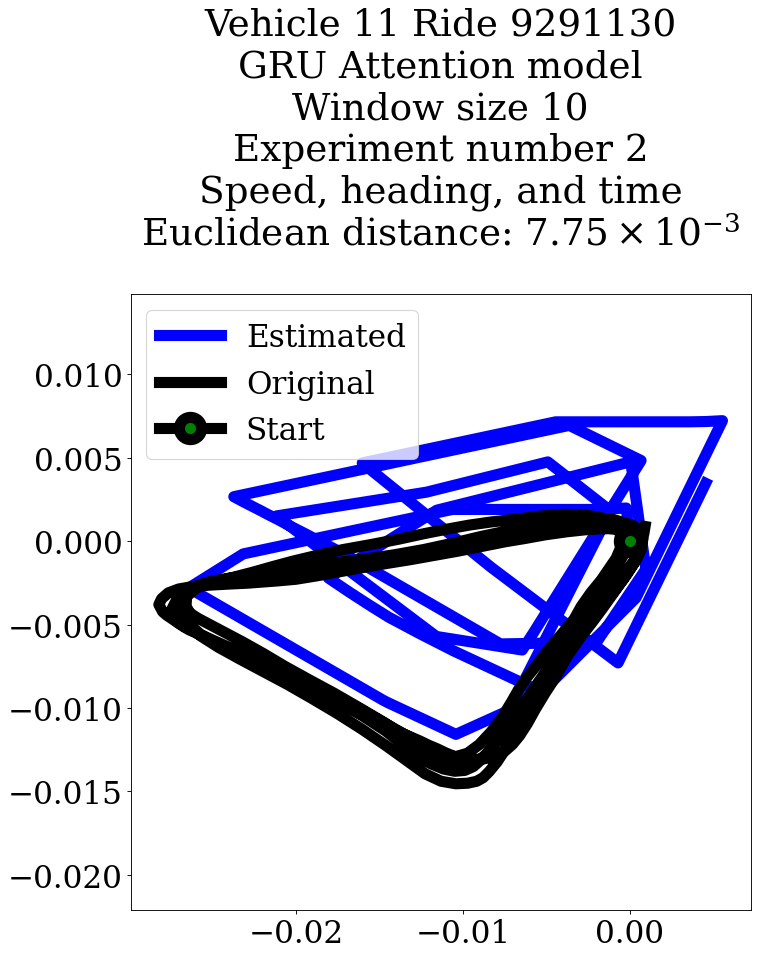 Vehicle 11 Ride 9291130
GRU Attention model
Window size 10
Experiment number 2
Speed, heading, and time
Euclidean distance: 7.75 × 10⁻³
Estimated
Original
Start
0.010
0.005
0.000
−0.005
−0.010
−0.015
−0.020
−0.02 −0.01 0.00